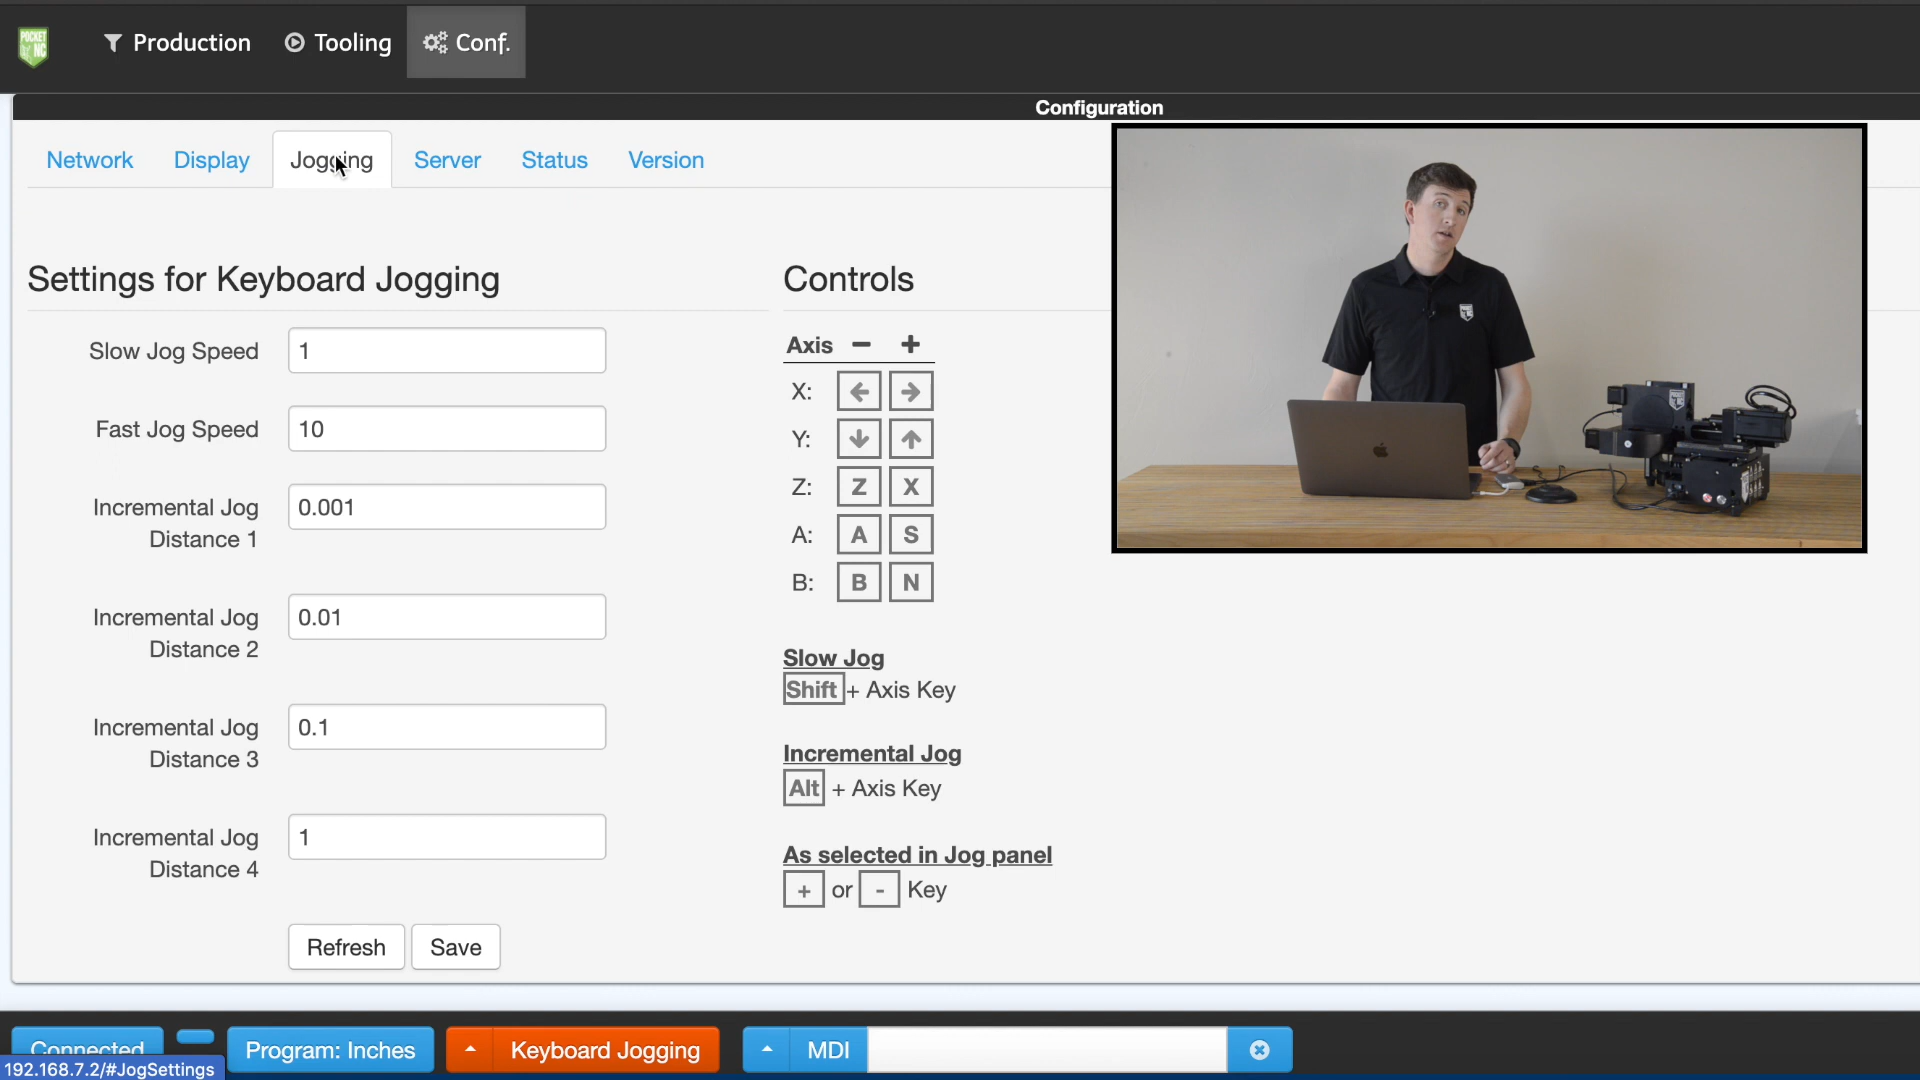 POCKET
NC
Production
Tooling
Conf.
Configuration
Network
Display
Jogging
Server
Status
Version
Settings for Keyboard Jogging
Slow Jog Speed
1
Fast Jog Speed
10
Incremental Jog
Distance 1
0.001
Incremental Jog
Distance 2
0.01
Incremental Jog
Distance 3
0.1
Incremental Jog
Distance 4
1
Refresh
Save
Controls
Axis - +
X: ← →
Y: ↓ ↑
Z: Z X
A: A S
B: B N
Slow Jog
Shift + Axis Key
Incremental Jog
Alt + Axis Key
As selected in Jog panel
+ or - Key
Connected
Program: Inches
Keyboard Jogging
MDI
192.168.7.2/#JogSettings